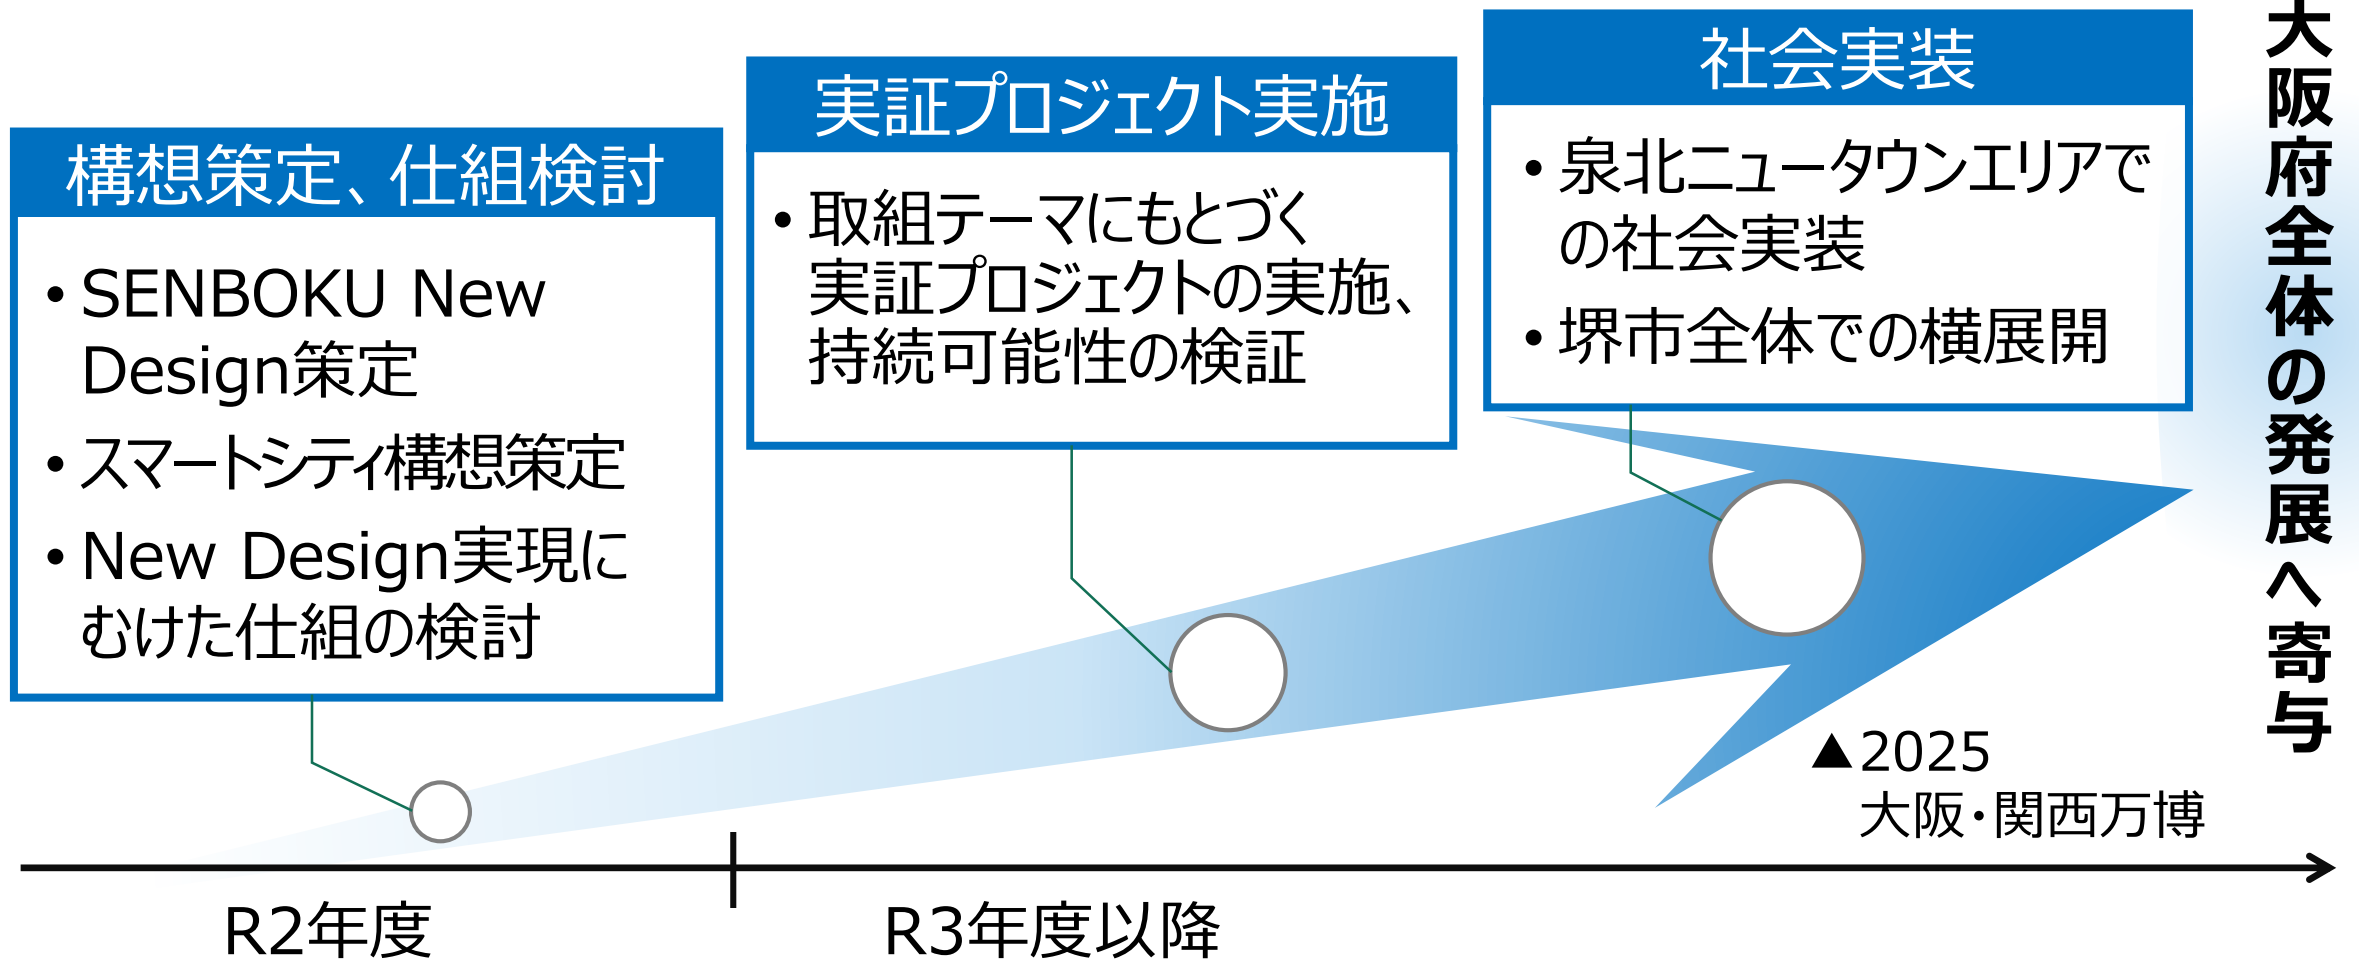 構想策定、仕組検討
• SENBOKU New
Design策定
• スマートシティ構想策定
• New Design実現に
むけた仕組の検討
実証プロジェクト実施
• 取組テーマにもとづく
実証プロジェクトの実施、
持続可能性の検証
社会実装
• 泉北ニュータウンエリアで
の社会実装
• 堺市全体での横展開
大阪府全体の発展へ寄与
▲2025
大阪・関西万博
R2年度
R3年度以降